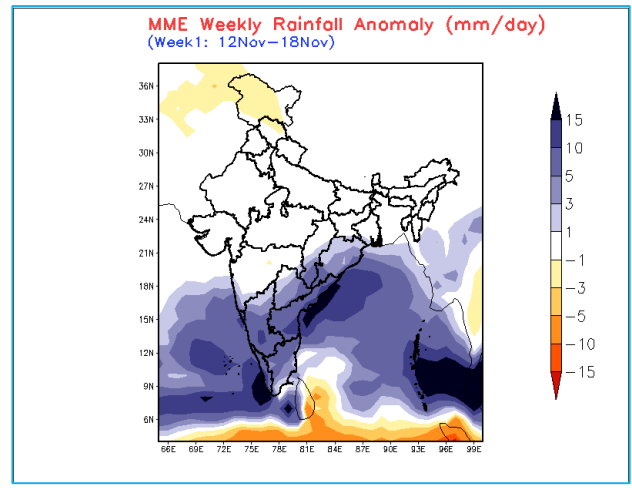 MME Weekly Rainfall Anomaly (mm/day)
(Week1: 12Nov-18Nov)
36N
33N
30N
27N
24N
21N
18N
15N
12N
9N
6N
66E 69E 72E 75E 78E 81E 84E 87E 90E 93E 96E 99E
15
10
5
3
1
-1
-3
-5
-10
-15